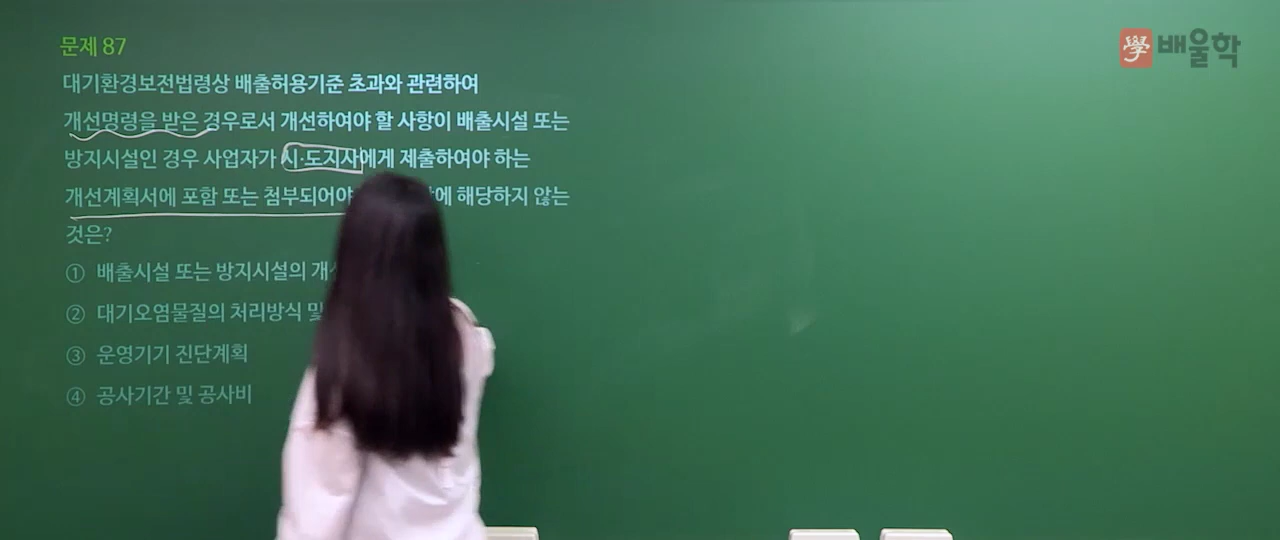 문제 87
學 배울학
대기환경보전법령상 배출허용기준 초과와 관련하여
개선명령을 받은 경우로서 개선하여야 할 사항이 배출시설 또는
방지시설인 경우 사업자가 시·도지사에게 제출하여야 하는
개선계획서에 포함 또는 첨부되어야 해당하지 않는
것은?
① 배출시설 또는 방지시설의
② 대기오염물질의 처리방식 및
③ 운영기기 진단계획
④ 공사기간 및 공사비